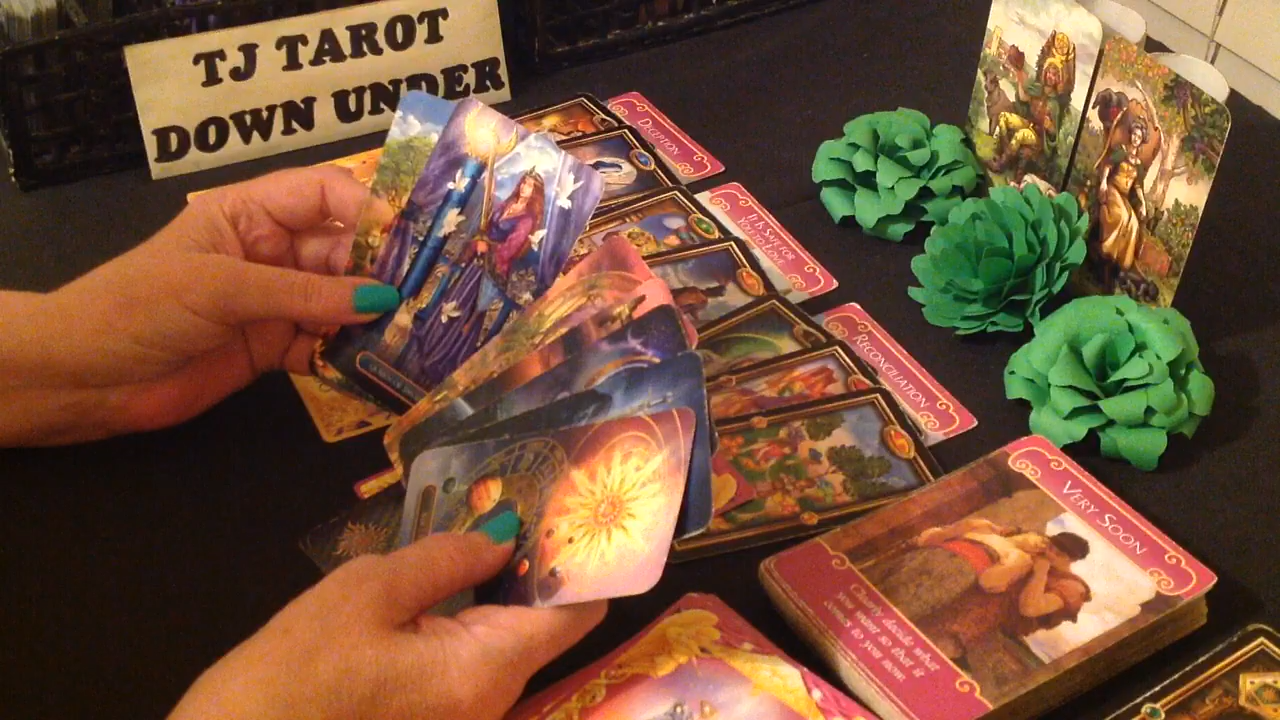 TJ TAROT
DOWN UNDER
DECEPTION
IT IS SAFE FOR
YOU TO LOVE
RECONCILIATION
VERY SOON
Clearly decide what
you want so that it
comes to you now.